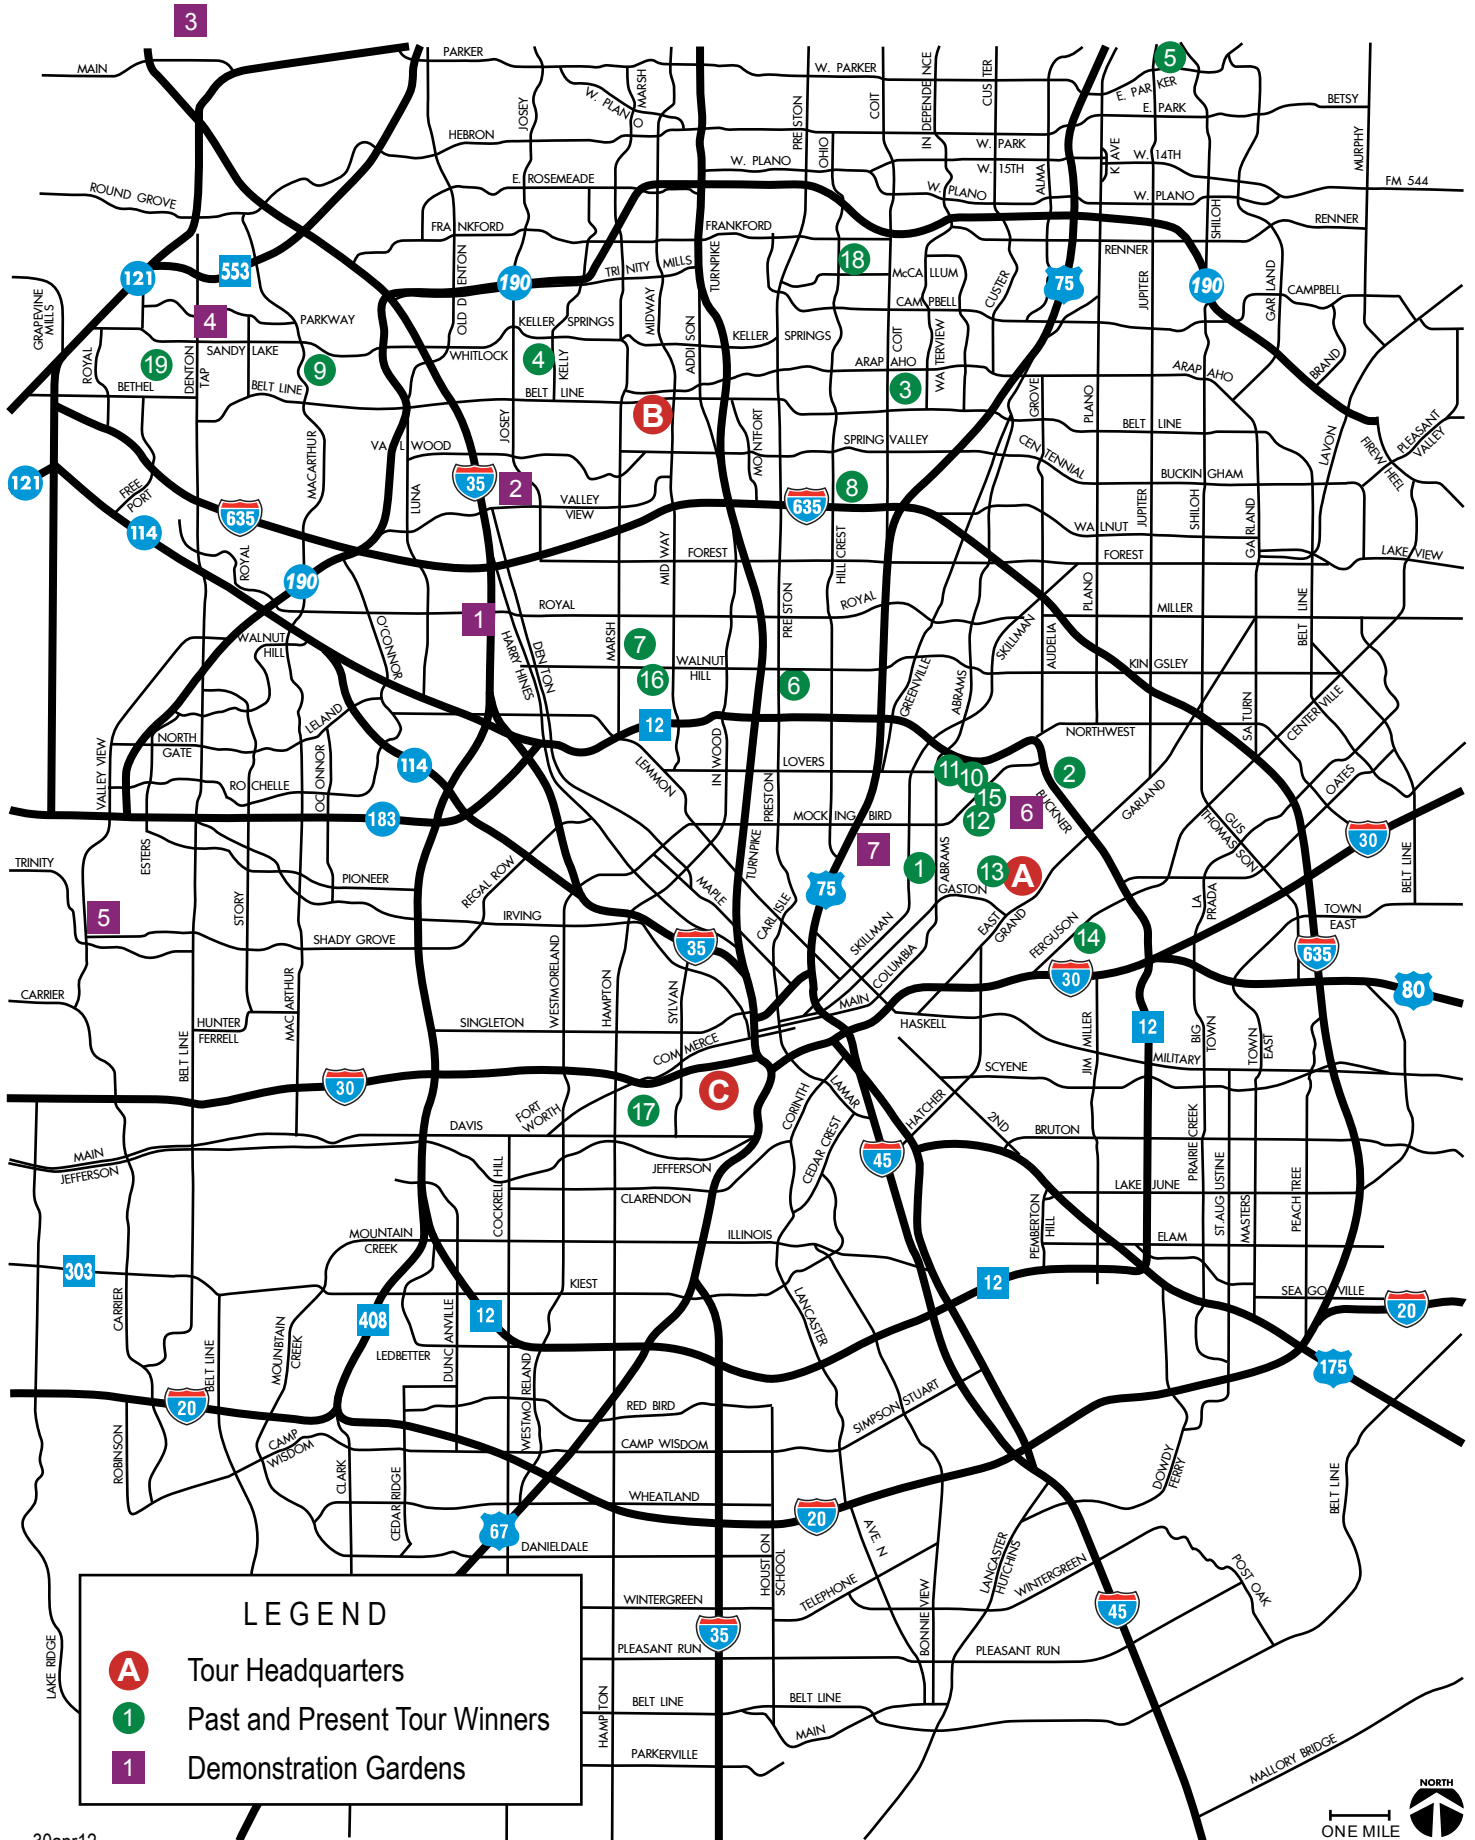 3
MAIN
PARKER
W. PARKER
5
E. PARKER
BETSY
E. PARK
W. PLANO
MARSH
JOSEY
HEBRON
PRESTON
OHIO
COIT
INDEPENDENCE
CUSTER
W. PARK
W. 15TH
W. 14TH
K AVE
ALMA
MURPHY
FM 544
ROUND GROVE
E. ROSEMEADE
W. PLANO
W. PLANO
W. PLANO
SHILOH
RENNER
FRANKFORD
FRANKFORD
RENNER
OLD DENTON
TRINITY MILLS
TURNPIKE
18
McCALLUM
CUSTER
75
190
JUPITER
GARLAND
CAMPBELL
CAMPBELL
121
553
190
GRAPEVINE
MILLS
4
PARKWAY
KELLER SPRINGS
MIDWAY
ADDISON
KELLER SPRINGS
COIT
WATERVIEW
ROYAL
19
DENTON
TAP
SANDY LAKE
9
WHITLOCK
4
KELLY
ARAPAHO
ARAPAHO
BRAND
BETHEL
BELT LINE
BELT LINE
3
GROVE
PLANO
BELT LINE
B
JOSEY
MONTFORT
SPRING VALLEY
CENTENNIAL
BUCKINGHAM
LAVON
FIREWHEEL
PLEASANT
VALLEY
VALLWOOD
MACARTHUR
LUNA
121
FREE
PORT
35
2
VALLEY
VIEW
635
8
635
114
ROYAL
190
MIDWAY
FOREST
HILLCREST
WALNUT
JUPITER
SHILOH
GARLAND
FOREST
LAKE VIEW
PRESTON
ROYAL
ROYAL
PLANO
MILLER
BELT LINE
1
WALNUT
HILL
O'CONNOR
HARRY HINES
DENTON
MARSH
7
16
WALNUT
HILL
6
GREENVILLE
ABRAMS
SKILLMAN
AUDELIA
KINGSLEY
SATURN
CENTERVILLE
NORTHWEST
LELAND
NORTH
GATE
VALLEY VIEW
ROCHELLE
OCONNOR
114
183
12
LEMMON
INWOOD
LOVERS
PRESTON
11
10
15
12
2
6
BUCKNER
GARLAND
OATES
GUS
THOMASSON
30
BELT LINE
MOCKINGBIRD
TURNPIKE
7
1
ABRAMS
13
A
GASTON
TRINITY
ESTERS
PIONEER
STORY
REGAL ROW
MAPLE
75
CARLISLE
SKILLMAN
EAST
GRAND
LA
PRADA
TOWN
EAST
5
IRVING
SHADY GROVE
35
COLUMBIA
FERGUSON
14
30
635
80
CARRIER
MACARTHUR
WESTMORELAND
HAMPTON
SYLVAN
MAIN
HASKELL
HUNTER
FERRELL
BELT LINE
SINGLETON
COMMERCE
SCYENE
JIM MILLER
12
BIG
TOWN
TOWN
EAST
MILITARY
30
C
17
FORT
WORTH
CORINTH
LAMAR
HATCHER
2ND
CEDAR CREST
DAVIS
BRUTON
MAIN
JEFFERSON
JEFFERSON
45
PRAIRIE CREEK
ST. AUGUSTINE
MASTERS
PEACHTREE
COCKRELL HILL
CLARENDON
LAKE JUNE
PEMBERTON
HILL
ELAM
MOUNTAIN
CREEK
ILLINOIS
303
CARRIER
KIEST
LANCASTER
12
SEAGOVILLE
20
408
12
DUNCANVILLE
MOUNTAIN
CREEK
BELT LINE
LEDBETTER
WESTMORELAND
175
20
RED BIRD
SIMPSON STUART
CAMP
WISDOM
CAMP WISDOM
ROBINSON
CLARK
CEDAR RIDGE
DOWDY
FERRY
BELT LINE
WHEATLAND
20
67
DANIELDALE
HOUSTON
SCHOOL
AVE. N
LANCASTER
HUTCHINS
WINTERGREEN
POST OAK
TELEPHONE
BONNIE VIEW
45
WINTERGREEN
35
PLEASANT RUN
PLEASANT RUN
LAKE RIDGE
HAMPTON
BELT LINE
BELT LINE
MAIN
PARKERVILLE
MALLORY BRIDGE
LEGEND
A Tour Headquarters
1 Past and Present Tour Winners
1 Demonstration Gardens
NORTH
ONE MILE
30apr12